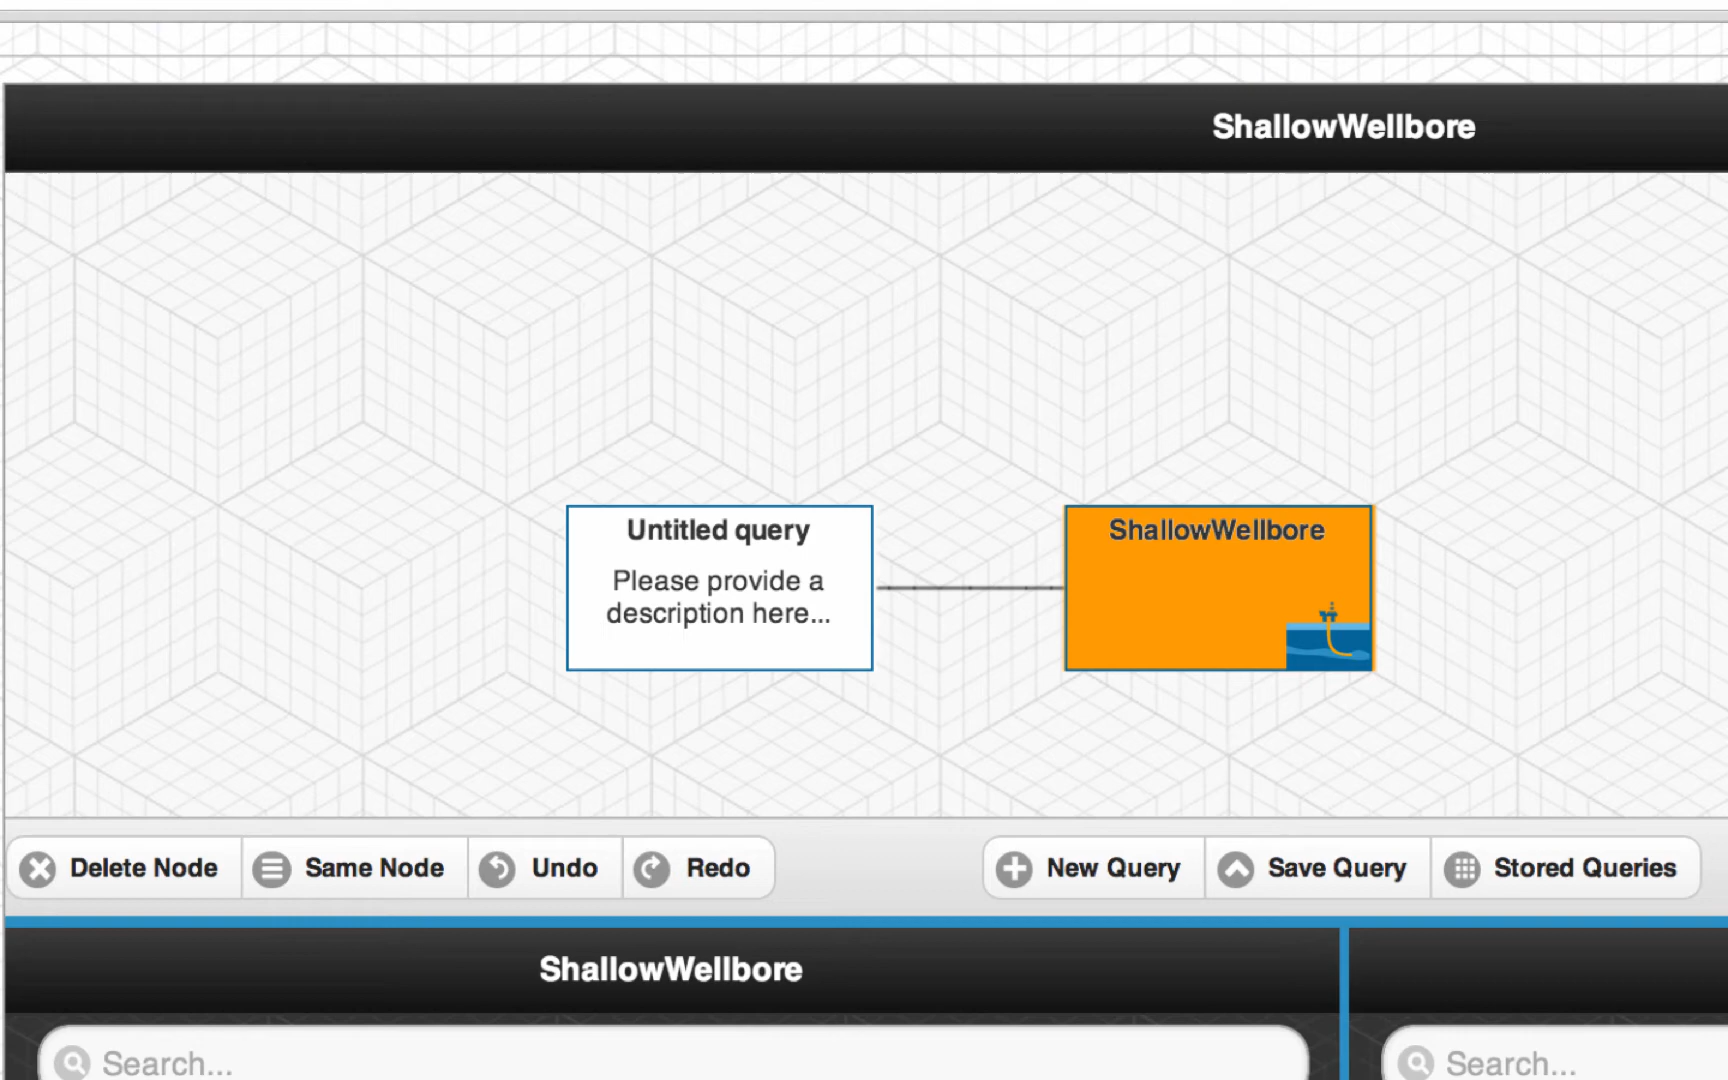 ShallowWellbore
Untitled query
Please provide a
description here...
ShallowWellbore
Delete Node
Same Node
Undo
Redo
New Query
Save Query
Stored Queries
ShallowWellbore
Search...
Search...